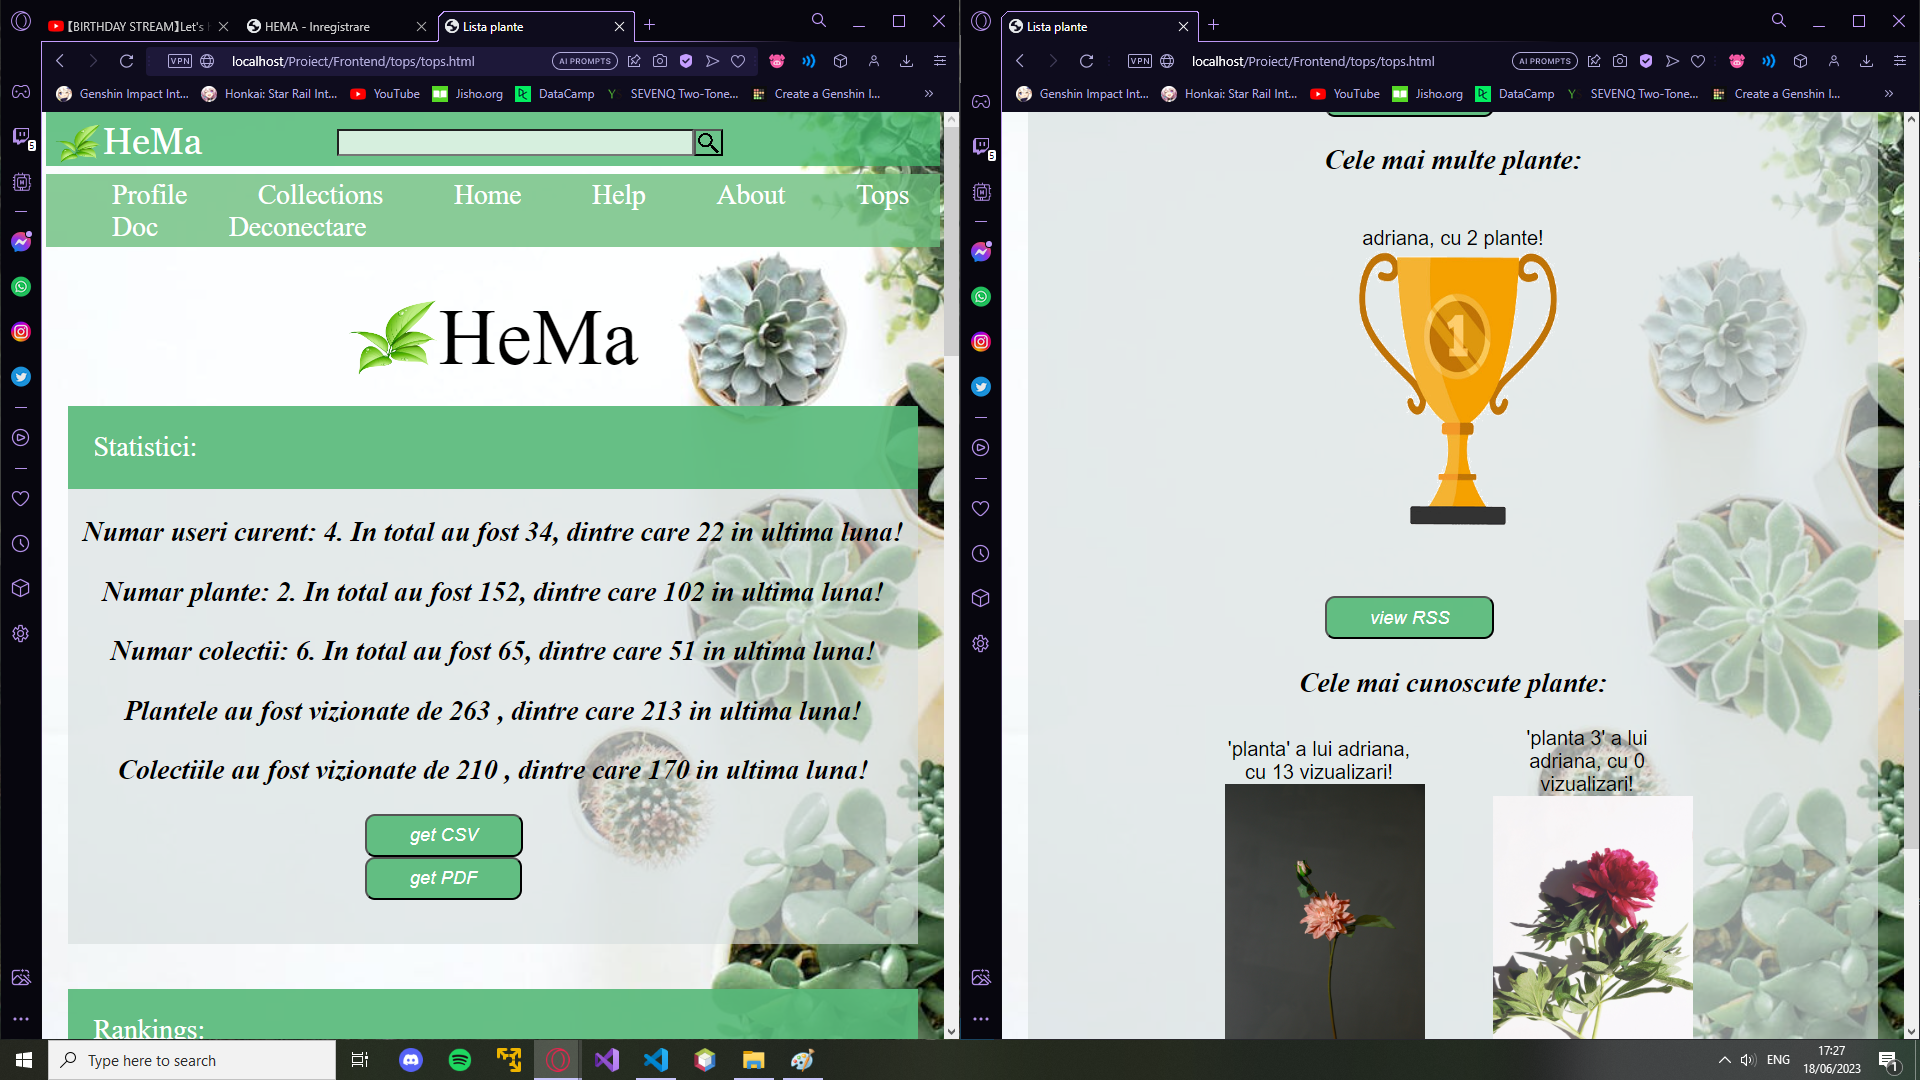 【BIRTHDAY STREAM】Let's
HEMA - Inregistrare
Lista plante
VPN
localhost/Proiect/Frontend/tops/tops.html
AI PROMPTS
Genshin Impact Int...
Honkai: Star Rail Int...
YouTube
Jisho.org
DataCamp
SEVENQ Two-Tone...
Create a Genshin I...
»
HeMa
Profile Collections Home Help About Tops
Doc Deconectare
HeMa
Statistici:
Numar useri curent: 4. In total au fost 34, dintre care 22 in ultima luna!
Numar plante: 2. In total au fost 152, dintre care 102 in ultima luna!
Numar colectii: 6. In total au fost 65, dintre care 51 in ultima luna!
Plantele au fost vizionate de 263 , dintre care 213 in ultima luna!
Colectiile au fost vizionate de 210 , dintre care 170 in ultima luna!
get CSV
get PDF
Rankings:
5
Lista plante
VPN
localhost/Proiect/Frontend/tops/tops.html
AI PROMPTS
Genshin Impact Int...
Honkai: Star Rail Int...
YouTube
Jisho.org
DataCamp
SEVENQ Two-Tone...
Create a Genshin I...
»
5
Cele mai multe plante:
adriana, cu 2 plante!
1
view RSS
Cele mai cunoscute plante:
'planta' a lui adriana,
cu 13 vizualizari!
'planta 3' a lui
adriana, cu 0
vizualizari!
Type here to search
ENG
17:27
18/06/2023
1